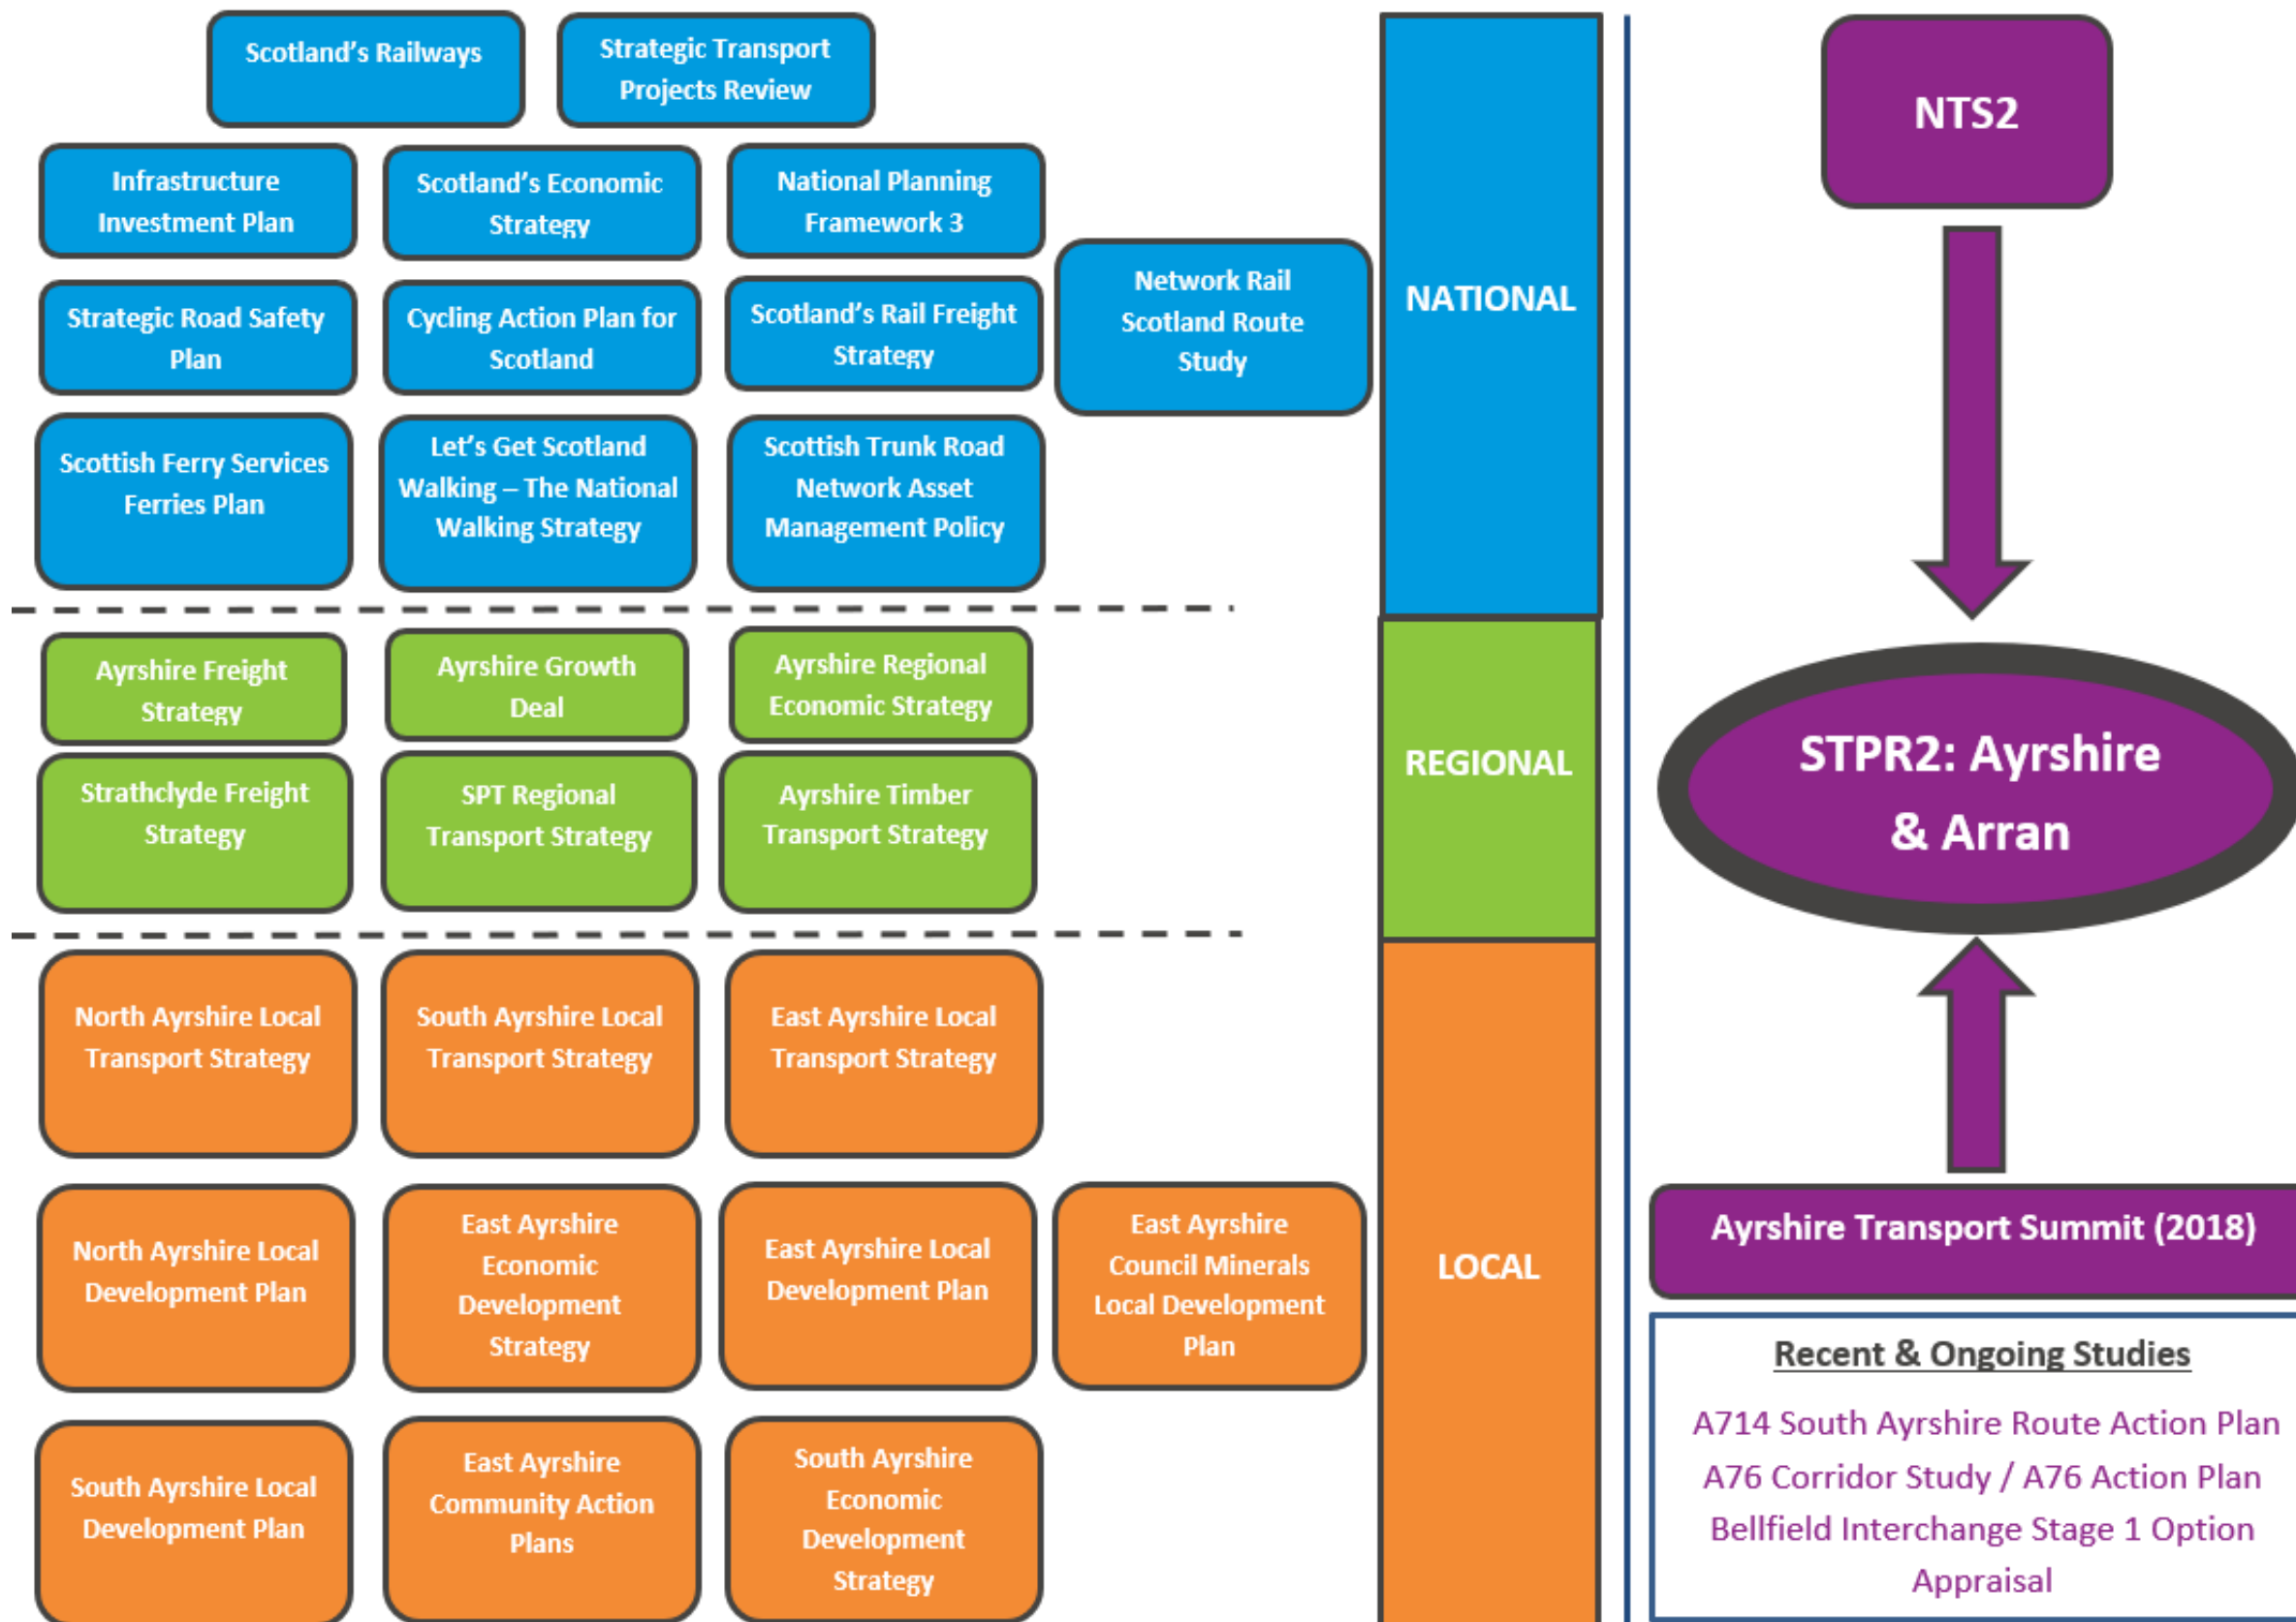 Scotland's Railways
Strategic Transport
Projects Review
Infrastructure
Investment Plan
Scotland's Economic
Strategy
National Planning
Framework 3
Network Rail
Scotland Route
Study
Strategic Road Safety
Plan
Cycling Action Plan for
Scotland
Scotland's Rail Freight
Strategy
Scottish Ferry Services
Ferries Plan
Let's Get Scotland
Walking – The National
Walking Strategy
Scottish Trunk Road
Network Asset
Management Policy
NATIONAL
Ayrshire Freight
Strategy
Ayrshire Growth
Deal
Ayrshire Regional
Economic Strategy
Strathclyde Freight
Strategy
SPT Regional
Transport Strategy
Ayrshire Timber
Transport Strategy
REGIONAL
North Ayrshire Local
Transport Strategy
South Ayrshire Local
Transport Strategy
East Ayrshire Local
Transport Strategy
North Ayrshire Local
Development Plan
East Ayrshire
Economic
Development
Strategy
East Ayrshire Local
Development Plan
East Ayrshire
Council Minerals
Local Development
Plan
South Ayrshire Local
Development Plan
East Ayrshire
Community Action
Plans
South Ayrshire
Economic
Development
Strategy
LOCAL
NTS2
STPR2: Ayrshire
& Arran
Ayrshire Transport Summit (2018)
Recent & Ongoing Studies
A714 South Ayrshire Route Action Plan
A76 Corridor Study / A76 Action Plan
Bellfield Interchange Stage 1 Option
Appraisal